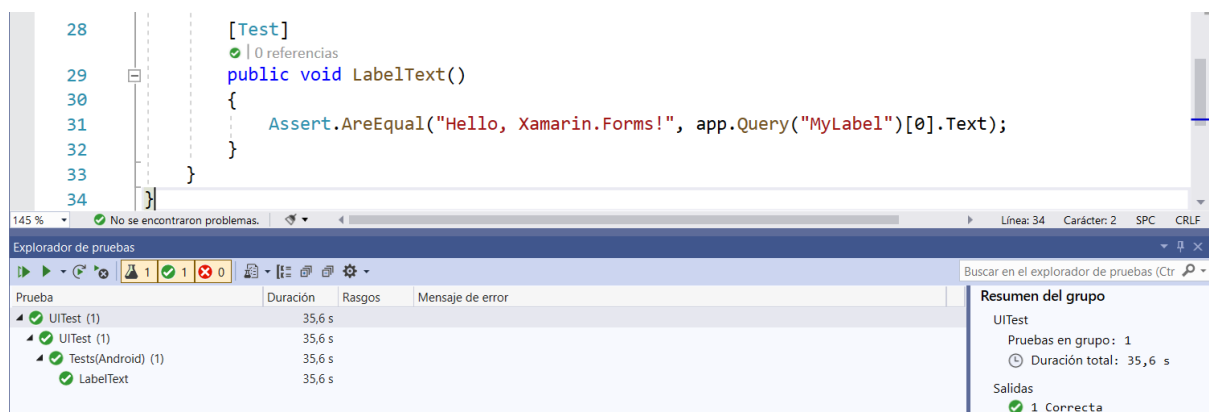 28 [Test]
0 referencias
29 public void LabelText()
30 {
31 Assert.AreEqual("Hello, Xamarin.Forms!", app.Query("MyLabel")[0].Text);
32 }
33 }
34 }
145 % No se encontraron problemas. Línea: 34 Carácter: 2 SPC CRLF
Explorador de pruebas
1 1 0 Buscar en el explorador de pruebas (Ctr
Prueba Duración Rasgos Mensaje de error Resumen del grupo
UITest (1) 35,6 s UITest
UITest (1) 35,6 s Pruebas en grupo: 1
Tests(Android) (1) 35,6 s Duración total: 35,6 s
LabelText 35,6 s Salidas
1 Correcta